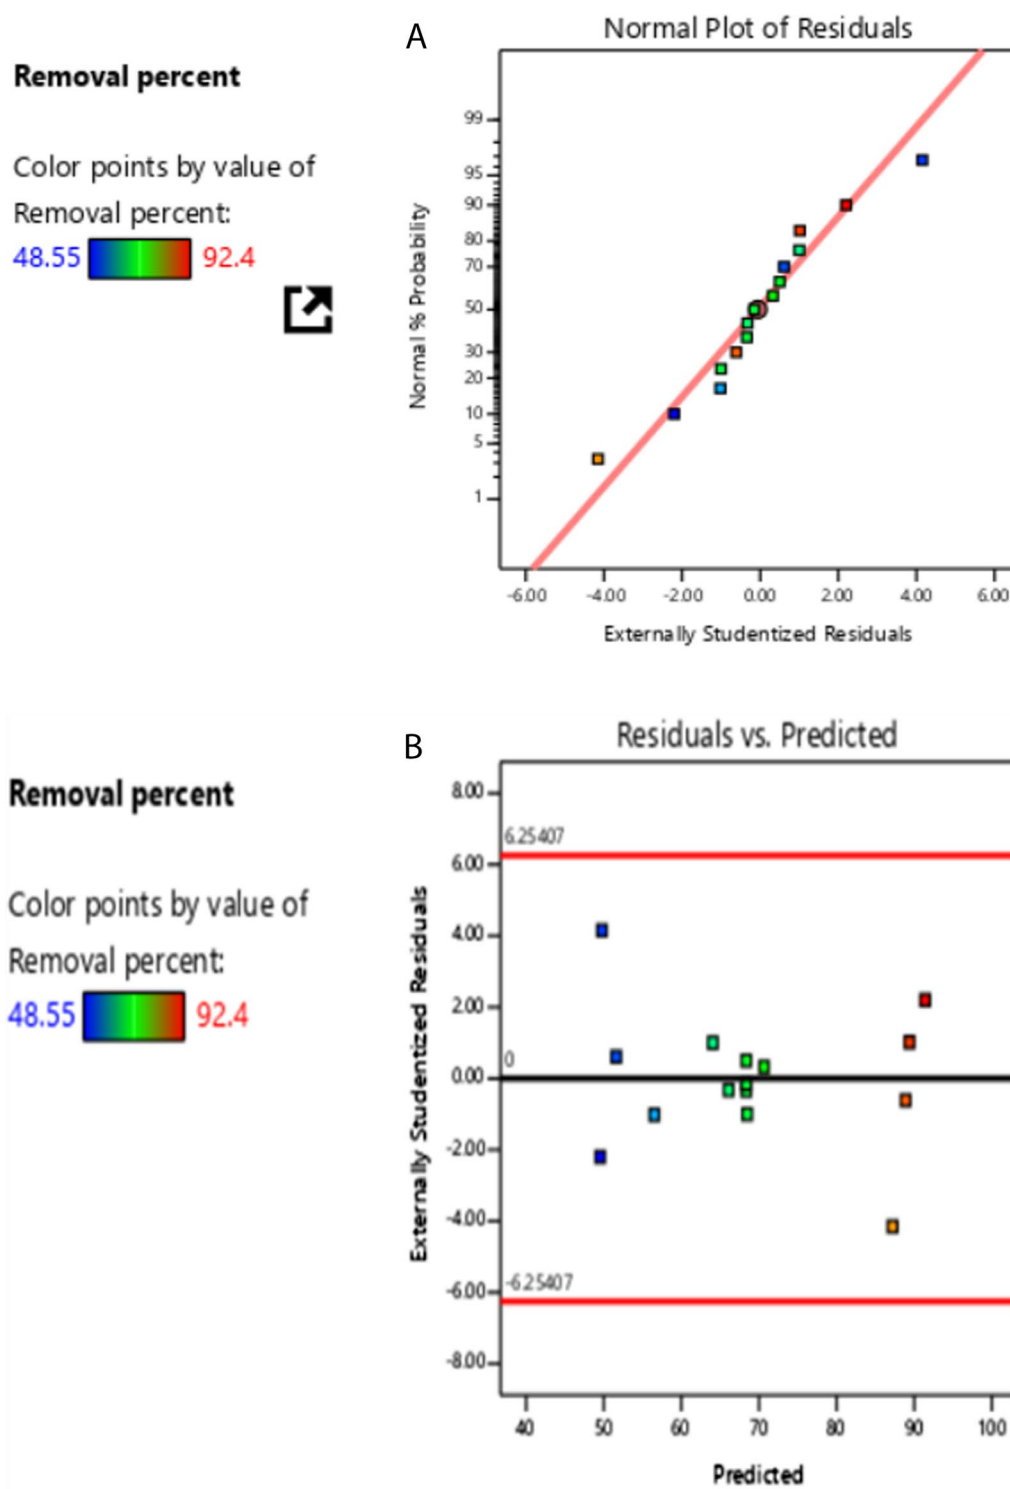 A
Normal Plot of Residuals
Removal percent
Color points by value of
Removal percent:
48.55 92.4
Normal % Probability
99
95
90
80
70
50
30
20
10
5
1
-6.00 -4.00 -2.00 0.00 2.00 4.00 6.00
Externally Studentized Residuals
B
Residuals vs. Predicted
Removal percent
Color points by value of
Removal percent:
48.55 92.4
Externally Studentized Residuals
8.00
6.25407
6.00
4.00
2.00
0
0.00
-2.00
-4.00
-6.25407
-6.00
-8.00
40 50 60 70 80 90 100
Predicted